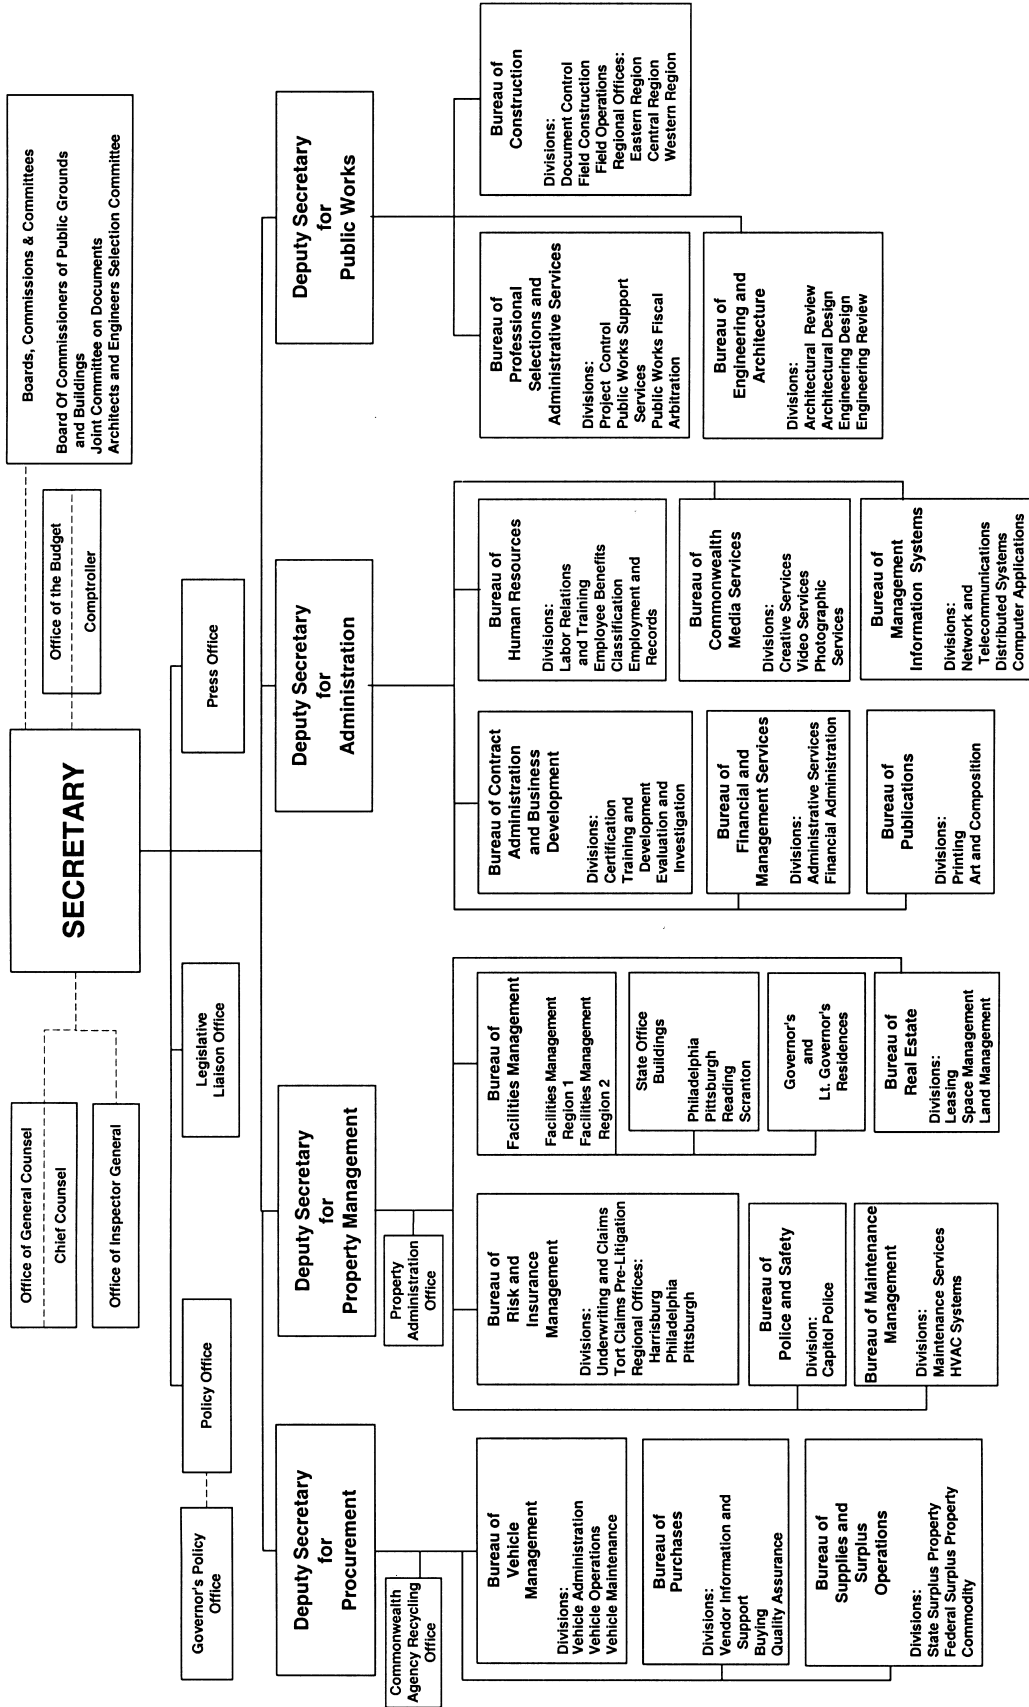 SECRETARY
Boards, Commissions & Committees
Board Of Commissioners of Public Grounds
and Buildings
Joint Committee on Documents
Architects and Engineers Selection Committee
Office of the Budget
Comptroller
Office of General Counsel
Chief Counsel
Office of Inspector General
Governor's Policy
Office
Policy Office
Legislative
Liaison Office
Press Office
Deputy Secretary
for
Procurement
Commonwealth
Agency Recycling
Office
Bureau of
Vehicle
Management
Divisions:
Vehicle Administration
Vehicle Operations
Vehicle Maintenance
Bureau of
Purchases
Divisions:
Vendor Information and
Support
Buying
Quality Assurance
Bureau of
Supplies and
Surplus
Operations
Divisions:
State Surplus Property
Federal Surplus Property
Commodity
Deputy Secretary
for
Property Management
Property
Administration
Office
Bureau of
Risk and
Insurance
Management
Divisions:
Underwriting and Claims
Tort Claims Pre-Litigation
Regional Offices:
Harrisburg
Philadelphia
Pittsburgh
Bureau of
Police and Safety
Division:
Capitol Police
Bureau of Maintenance
Management
Divisions:
Maintenance Services
HVAC Systems
Bureau of
Facilities Management
Facilities Management
Region 1
Facilities Management
Region 2
State Office
Buildings
Philadelphia
Pittsburgh
Reading
Scranton
Governor's
and
Lt. Governor's
Residences
Bureau of
Real Estate
Divisions:
Leasing
Space Management
Land Management
Deputy Secretary
for
Administration
Bureau of Contract
Administration
and Business
Development
Divisions:
Certification
Training and
Development
Evaluation and
Investigation
Bureau of
Financial and
Management Services
Divisions:
Administrative Services
Financial Administration
Bureau of
Publications
Divisions:
Printing
Art and Composition
Bureau of
Human Resources
Divisions:
Labor Relations
and Training
Employee Benefits
Classification
Employment and
Records
Bureau of
Commonwealth
Media Services
Divisions:
Creative Services
Video Services
Photographic
Services
Bureau of
Management
Information Systems
Divisions:
Network and
Telecommunications
Distributed Systems
Computer Applications
Deputy Secretary
for
Public Works
Bureau of
Professional
Selections and
Administrative Services
Divisions:
Project Control
Public Works Support
Services
Public Works Fiscal
Arbitration
Bureau of
Engineering and
Architecture
Divisions:
Architectural Review
Architectural Design
Engineering Design
Engineering Review
Bureau of
Construction
Divisions:
Document Control
Field Construction
Field Operations
Regional Offices:
Eastern Region
Central Region
Western Region